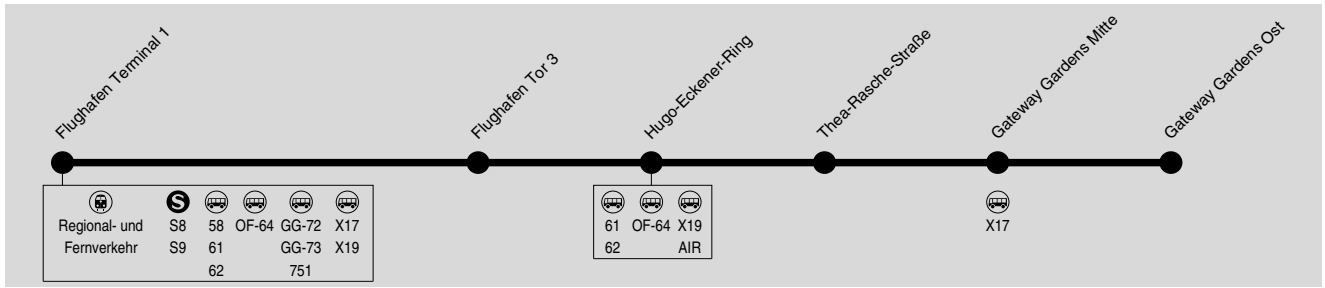 Flughafen Terminal 1
Flughafen Tor 3
Hugo-Eckener-Ring
Thea-Rasche-Straße
Gateway Gardens Mitte
Gateway Gardens Ost
S
Regional- und S8 58 OF-64 GG-72 X17
Fernverkehr S9 61 GG-73 X19
62 751
61 OF-64 X19
62 AIR
X17